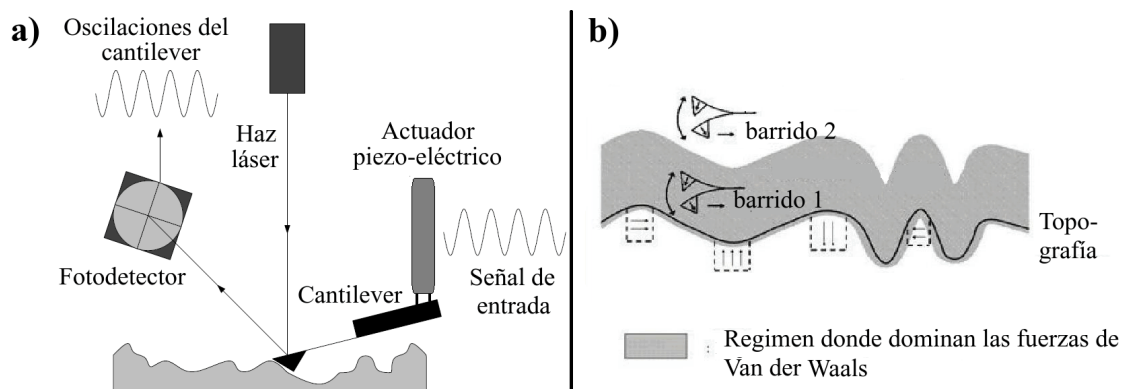 a)
Oscilaciones del
cantilever
Haz
láser
Actuador
piezo-eléctrico
Fotodetector
Cantilever
Señal de
entrada
b)
barrido 2
barrido 1
Topo-
grafía
: Regimen donde dominan las fuerzas de
Van der Waals